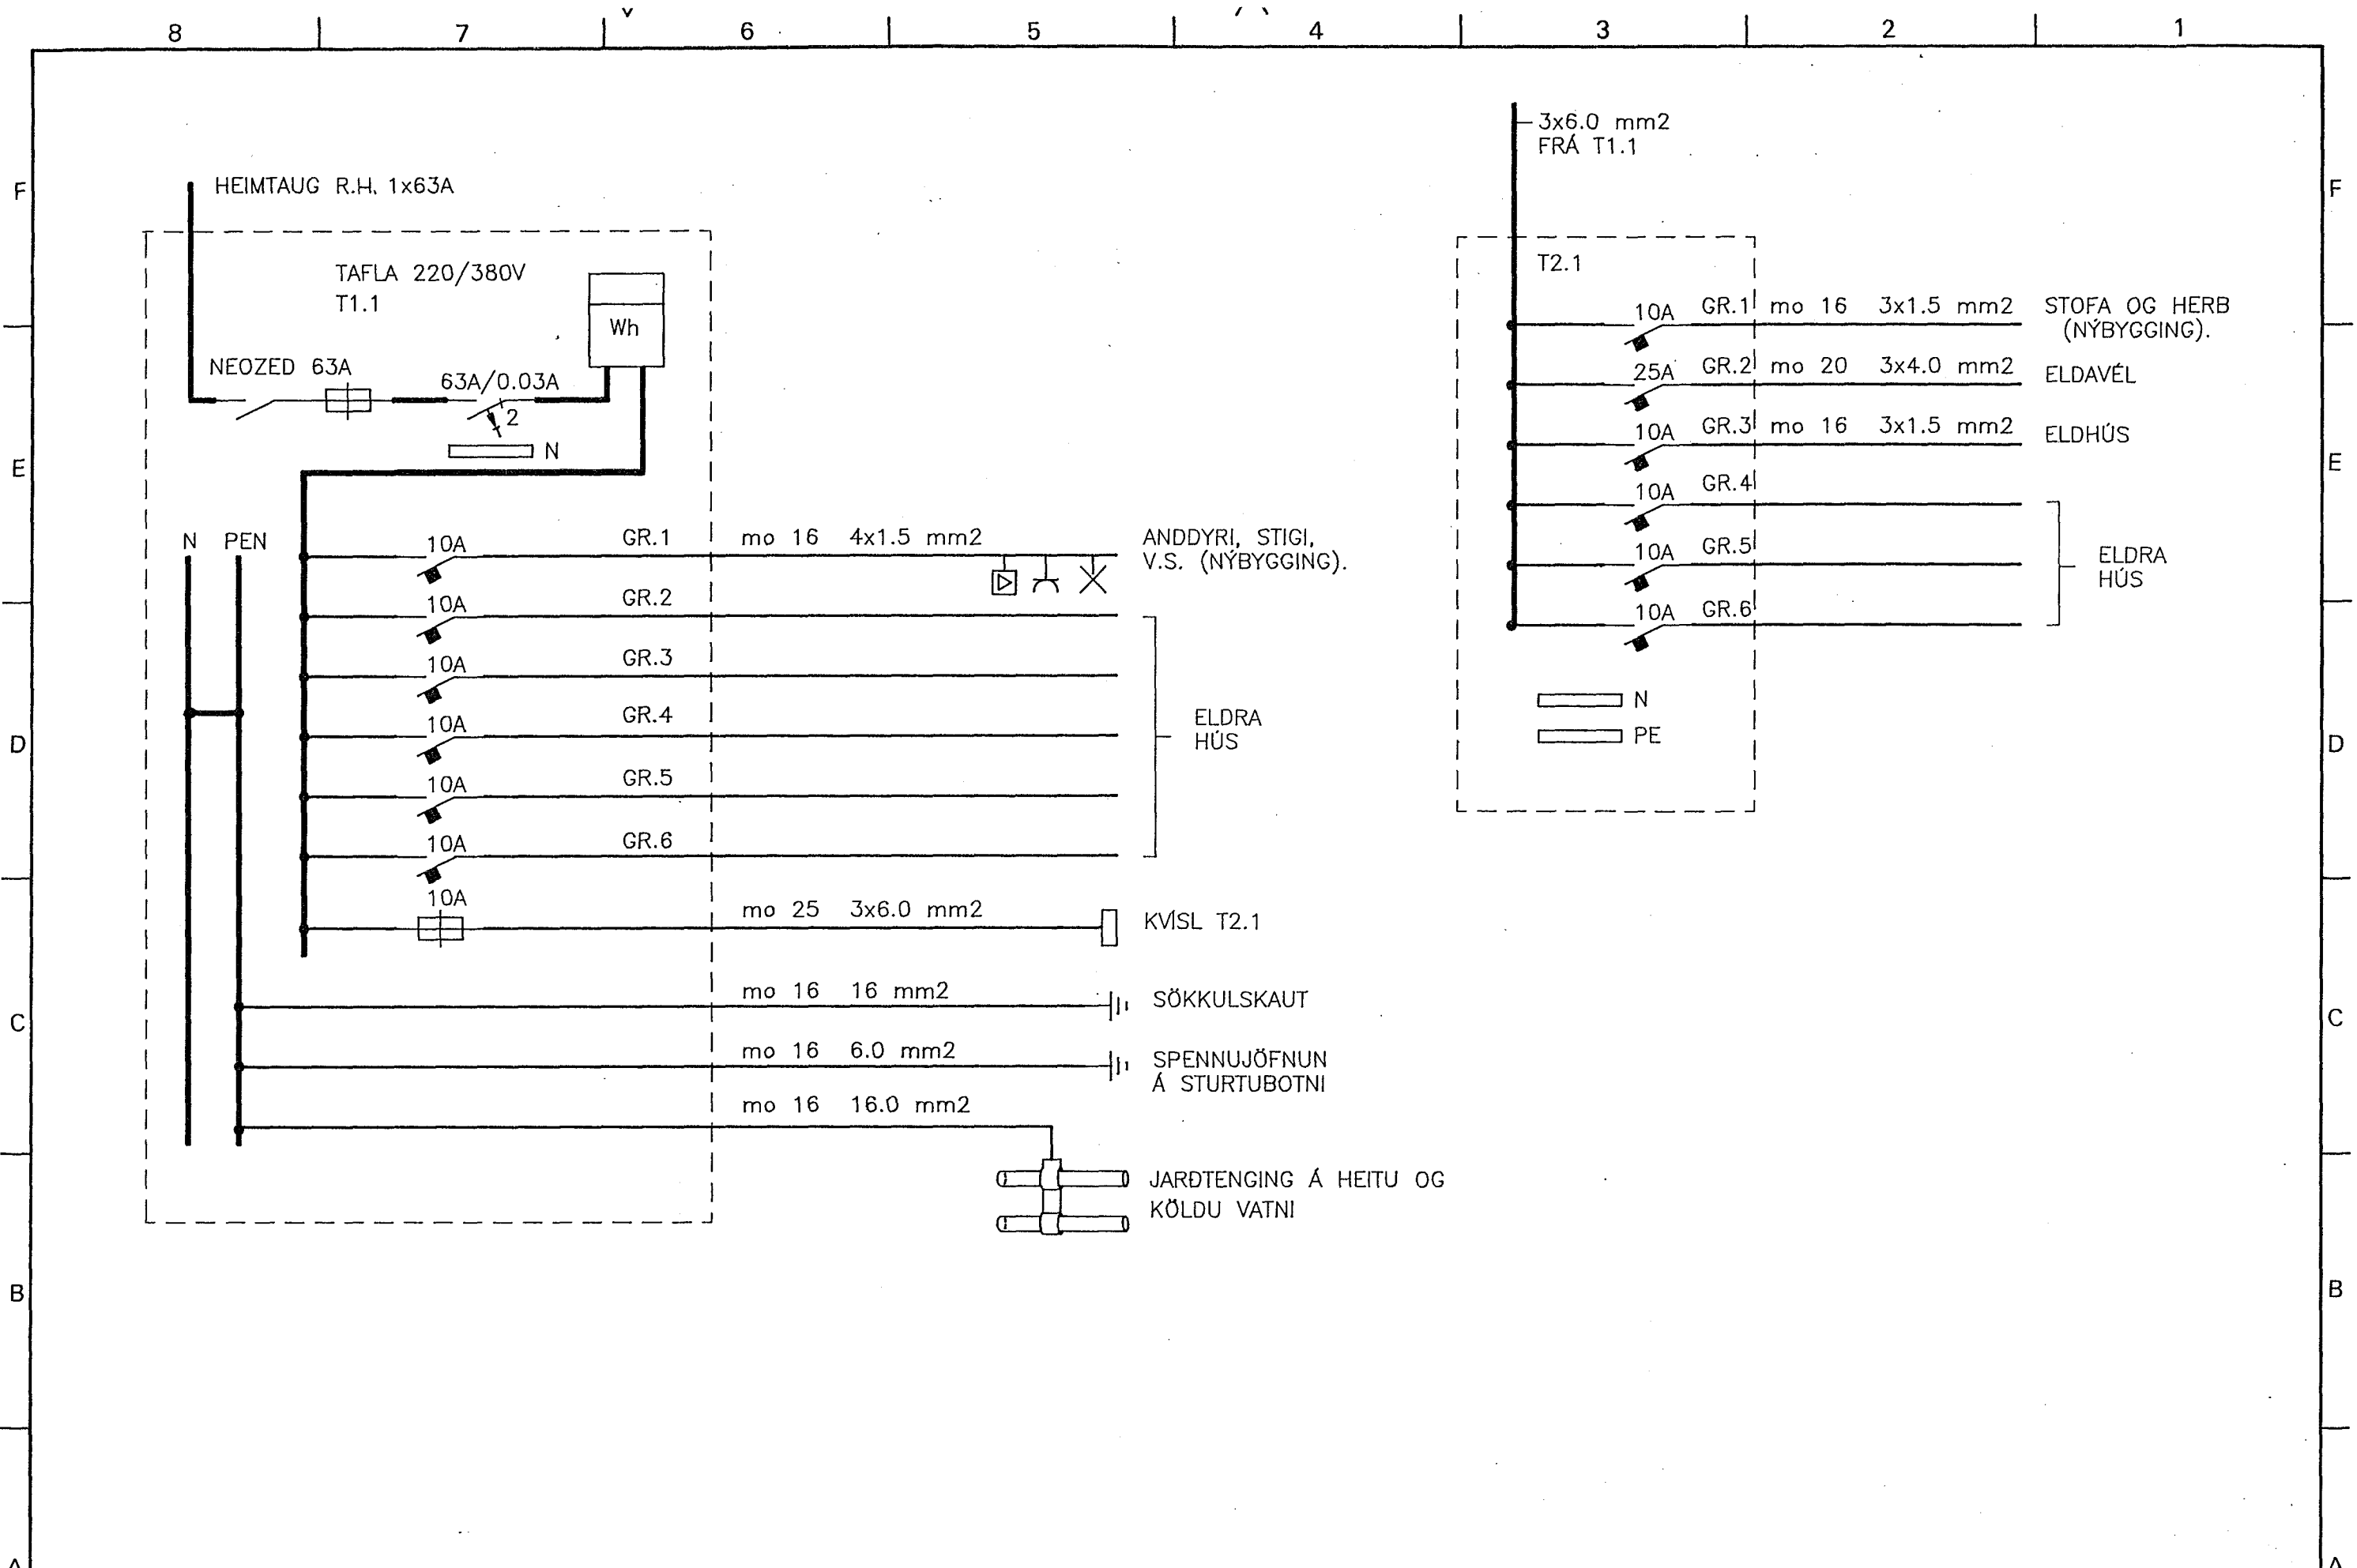 8 7 6 5 4 3 2 1
F
E
D
C
B
A
HEIMTAUG R.H. 1x63A
TAFLA 220/380V
T1.1
Wh
NEOZED 63A
63A/0.03A
2
N
N PEN
10A GR.1 mo 16 4x1.5 mm2
ANDDYRI, STIGI,
V.S. (NÝBYGGING).
10A GR.2
10A GR.3
10A GR.4
10A GR.5
10A GR.6
ELDRA
HÚS
10A
mo 25 3x6.0 mm2 KVÍSL T2.1
mo 16 16 mm2 SÖKKULSKAUT
mo 16 6.0 mm2 SPENNUJÖFNUN
Á STURTUBOTNI
mo 16 16.0 mm2
JARÐTENGING Á HEITU OG
KÖLDU VATNI
3x6.0 mm2
FRÁ T1.1
T2.1
10A GR.1 mo 16 3x1.5 mm2 STOFA OG HERB
(NÝBYGGING).
25A GR.2 mo 20 3x4.0 mm2 ELDAVÉL
10A GR.3 mo 16 3x1.5 mm2 ELDHÚS
10A GR.4
10A GR.5
10A GR.6
ELDRA
HÚS
N
PE
F
E
D
C
B
A